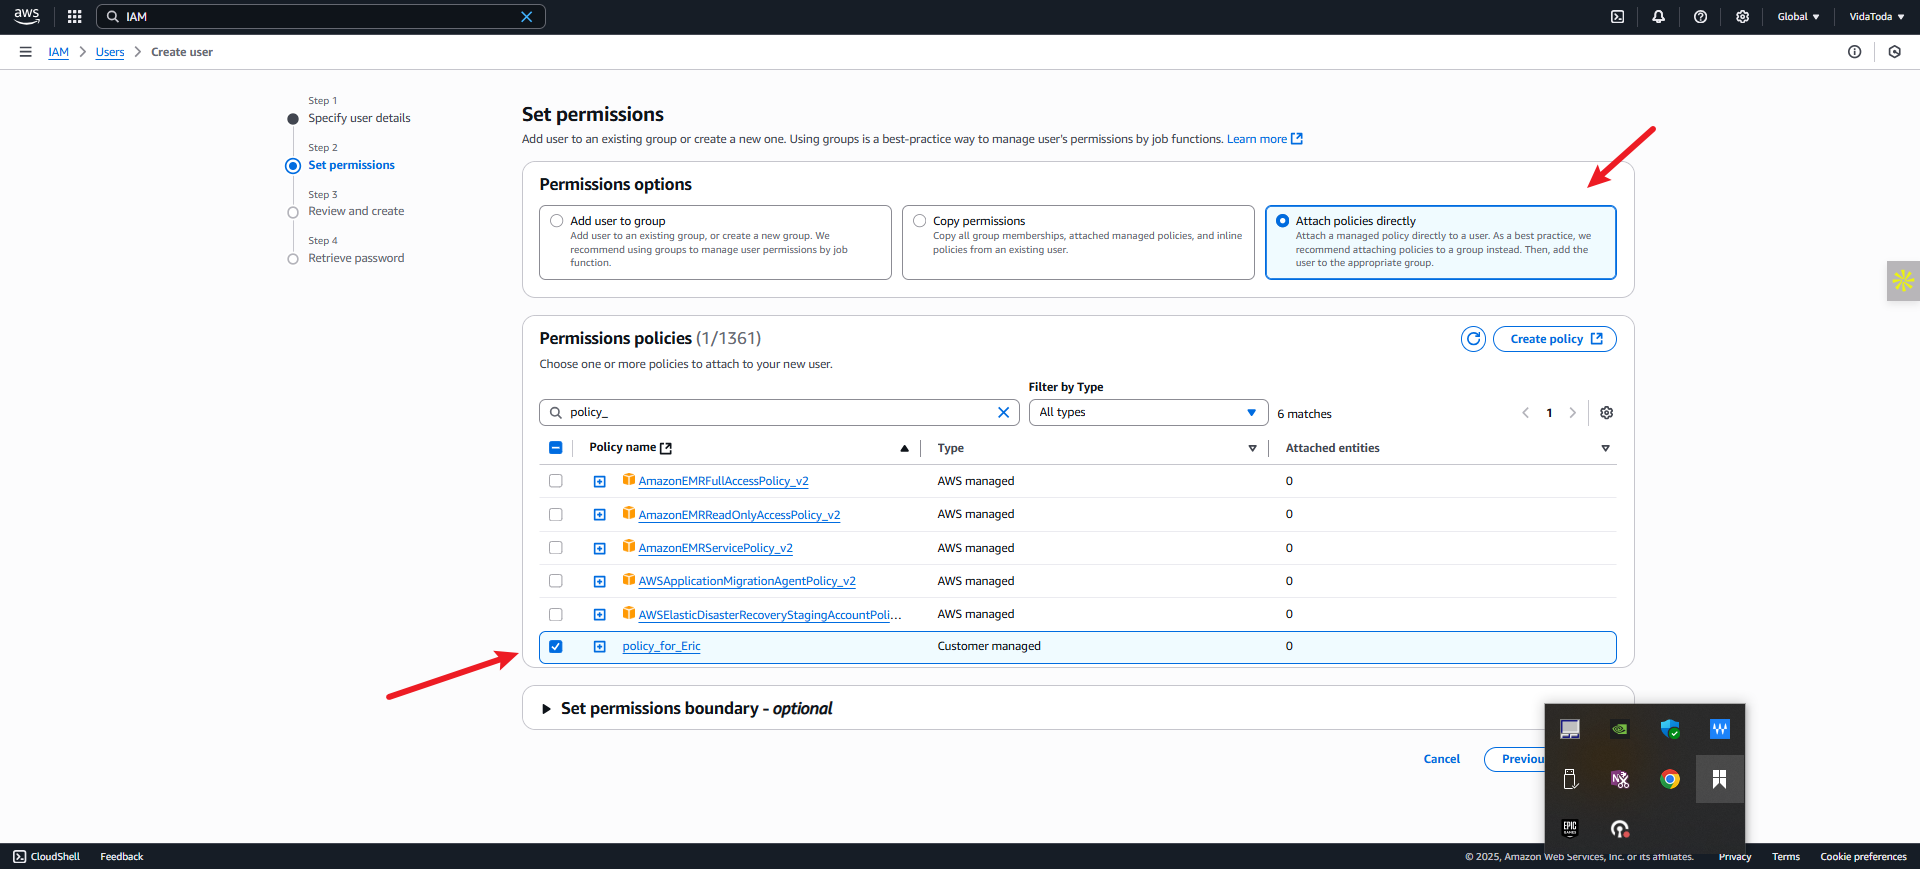 aws
IAM
Global
VidaToda
IAM
Users
Create user
Step 1
Specify user details
Step 2
Set permissions
Step 3
Review and create
Step 4
Retrieve password
Set permissions
Add user to an existing group or create a new one. Using groups is a best-practice way to manage user's permissions by job functions. Learn more
Permissions options
Add user to group
Add user to an existing group, or create a new group. We
recommend using groups to manage user permissions by job
function.
Copy permissions
Copy all group memberships, attached managed policies, and inline
policies from an existing user.
Attach policies directly
Attach a managed policy directly to a user. As a best practice, we
recommend attaching policies to a group instead. Then, add the
user to the appropriate group.
Permissions policies (1/1361)
Create policy
Choose one or more policies to attach to your new user.
Filter by Type
policy_
All types
6 matches
1
Policy name
Type
Attached entities
AmazonEMRFullAccessPolicy_v2
AWS managed
0
AmazonEMRReadOnlyAccessPolicy_v2
AWS managed
0
AmazonEMRServicePolicy_v2
AWS managed
0
AWSApplicationMigrationAgentPolicy_v2
AWS managed
0
AWSElasticDisasterRecoveryStagingAccountPoli...
AWS managed
0
policy_for_Eric
Customer managed
0
Set permissions boundary - optional
Cancel
Previou
EPIC
GAMES
CloudShell
Feedback
© 2025, Amazon Web Services, Inc. or its affiliates.
Privacy
Terms
Cookie preferences